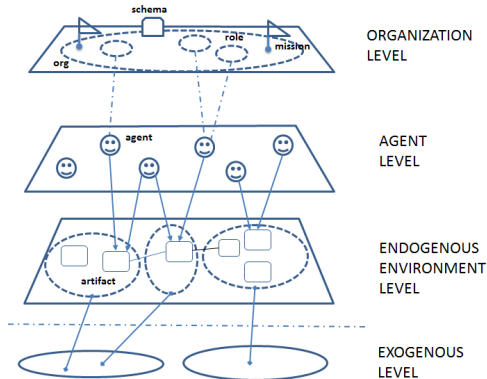 schema
role
mission
org
ORGANIZATION
LEVEL
agent
AGENT
LEVEL
artifact
ENDOGENOUS
ENVIRONMENT
LEVEL
EXOGENOUS
LEVEL